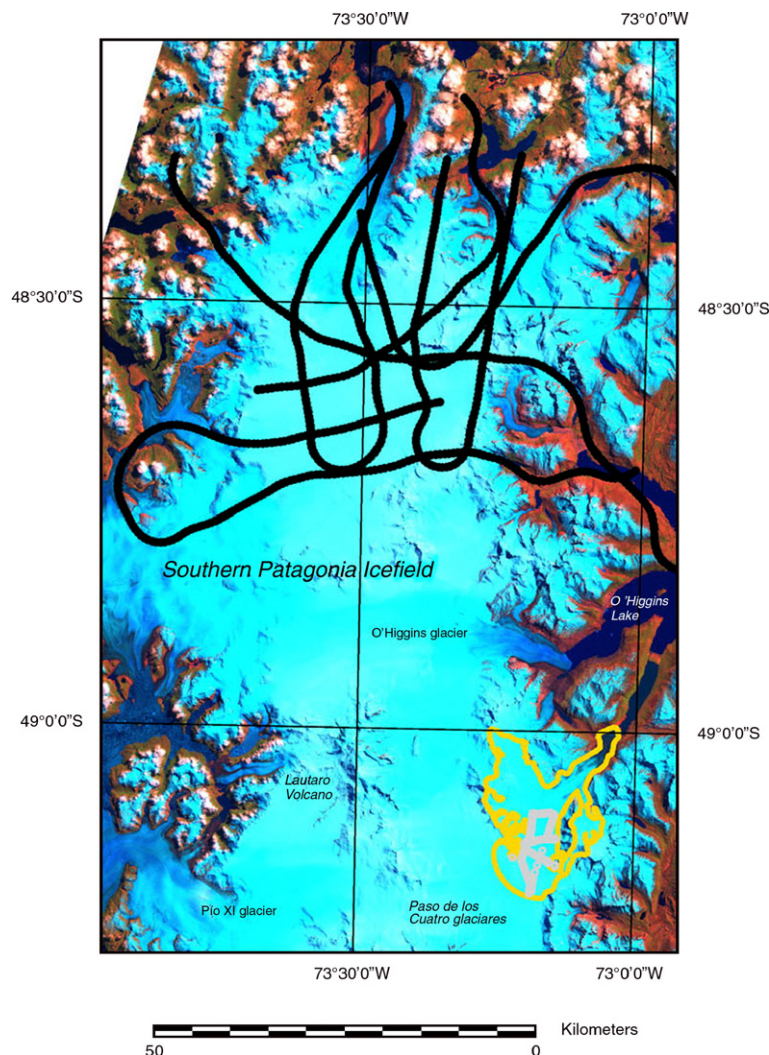 73°30'0"W
73°0'0"W
48°30'0"S
48°30'0"S
Southern Patagonia Icefield
O 'Higgins
Lake
O'Higgins glacier
49°0'0"S
49°0'0"S
Lautaro
Volcano
Pío XI glacier
Paso de los
Cuatro glaciares
73°30'0"W
73°0'0"W
Kilometers
50
0